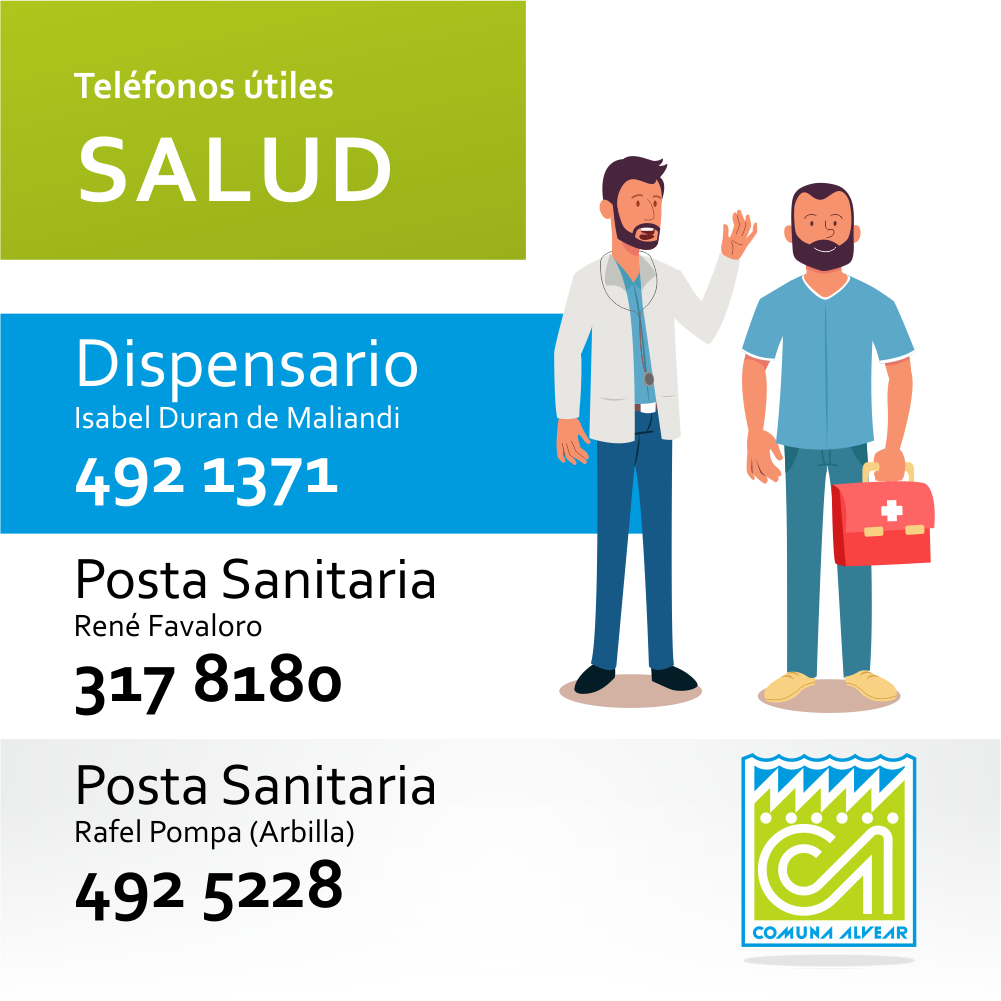 Teléfonos útiles
SALUD
Dispensario
Isabel Duran de Maliandi
492 1371
Posta Sanitaria
René Favaloro
317 8180
Posta Sanitaria
Rafel Pompa (Arbilla)
492 5228
CA
COMUNA ALVEAR